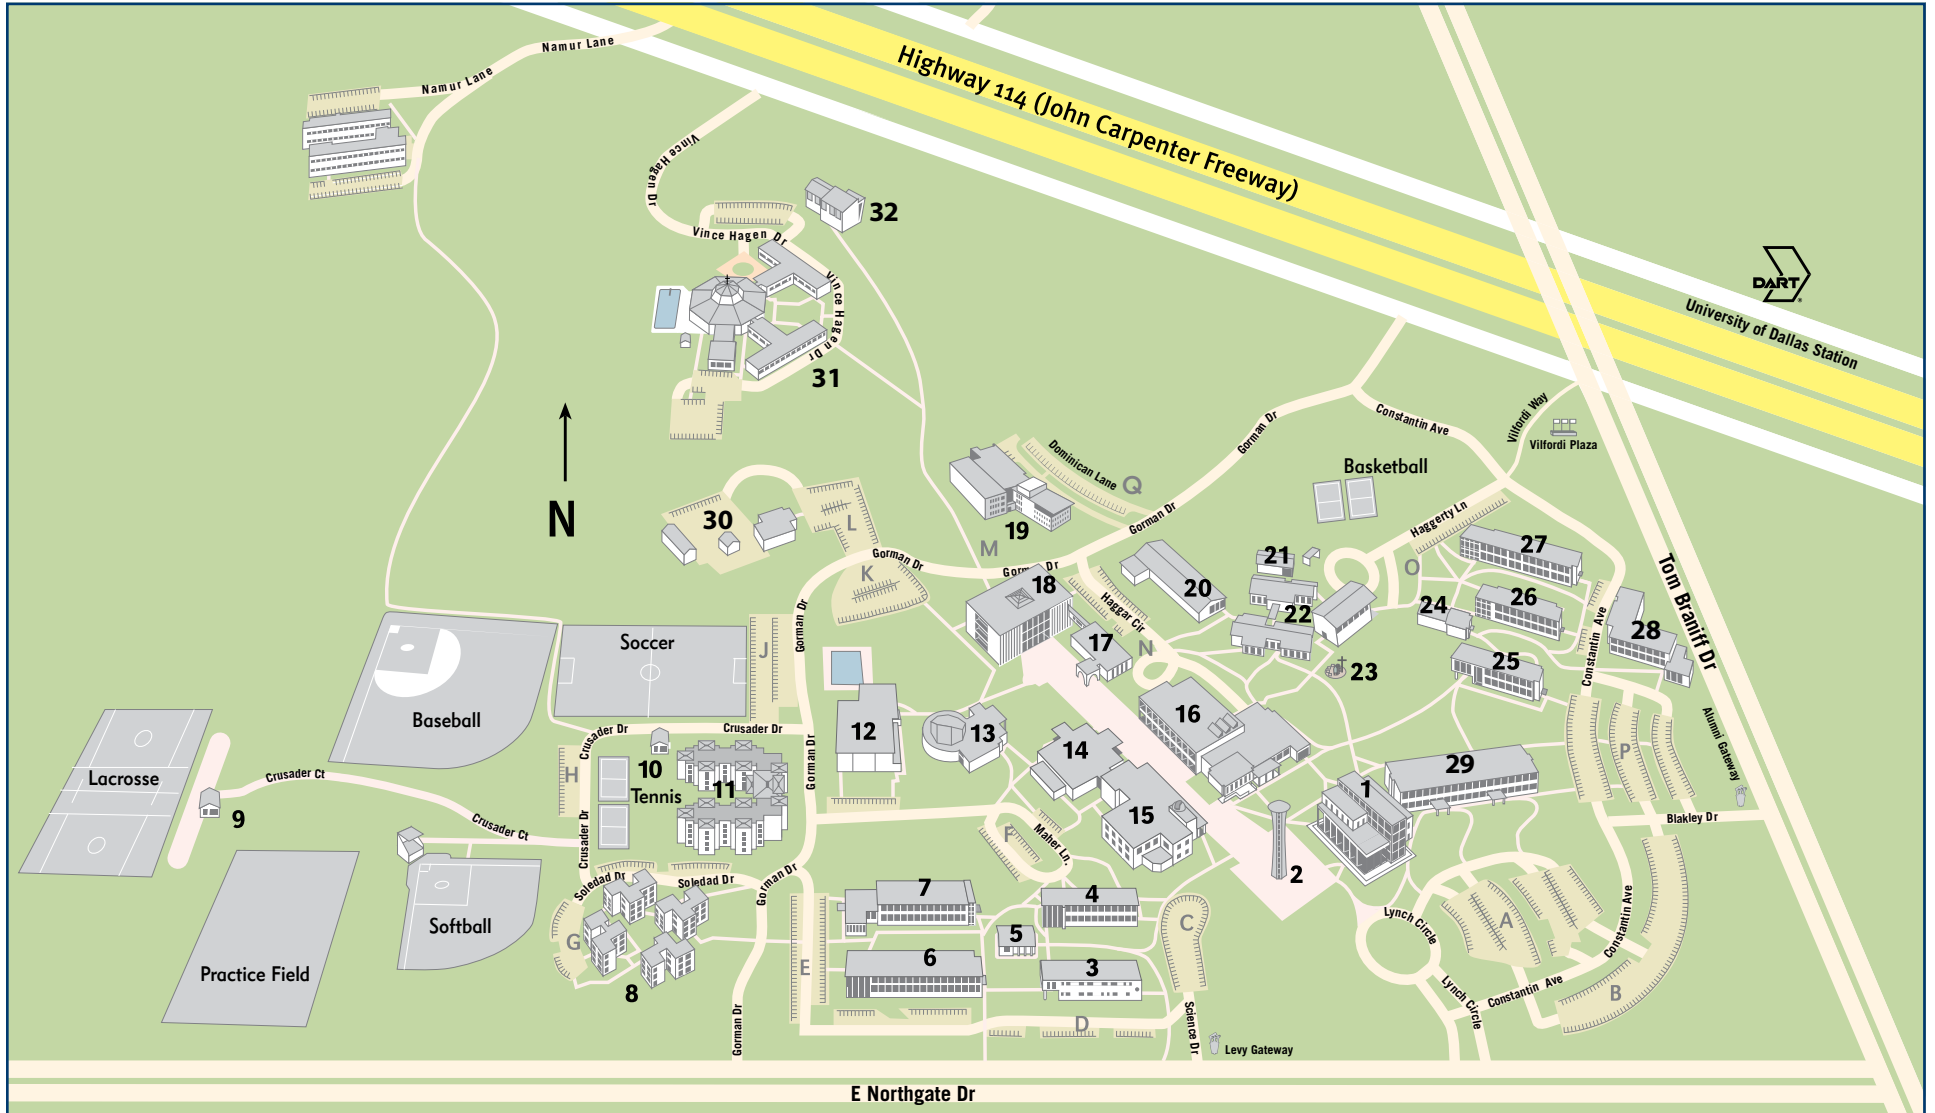 Namur Lane
Namur Lane
Highway 114 (John Carpenter Freeway)
Vince Hagen Dr
32
Vince Hagen Dr
Vince Hagen Dr
31
DART
University of Dallas Station
Tom Braniff Dr
Vilfordi Way
Vilfordi Plaza
Constantin Ave
Gorman Dr
Basketball
Dominican Lane
Q
Haggerty Ln
Gorman Dr
N
30
L
19
M
K
Gorman Dr
Gorman Dr
18
20
21
22
O
27
24
26
28
25
23
Haggar Cir
N
17
Gorman Dr
Constantin Ave
Soccer
J
Baseball
Crusader Dr
Crusader Dr
Gorman Dr
12
13
14
16
15
29
1
P
Alumni Gateway
Blakley Dr
Lacrosse
Crusader Ct
9
H
10
Tennis
11
Crusader Ct
Crusader Dr
F
Maher Ln.
2
Soledad Dr
Soledad Dr
Gorman Dr
7
4
C
Lynch Circle
A
Constantin Ave
Softball
G
5
6
3
E
Practice Field
8
Lynch Circle
Constantin Ave
B
Gorman Dr
D
Science Dr
Levy Gateway
E Northgate Dr